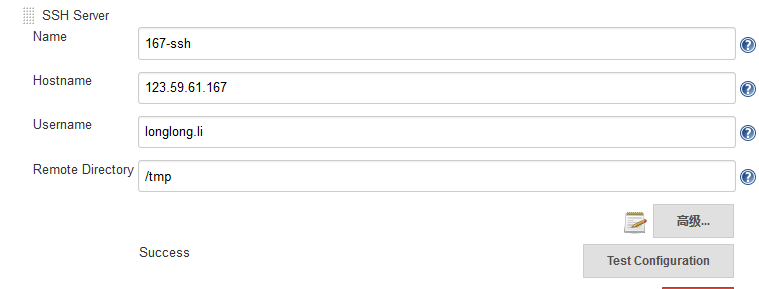 SSH Server
Name
167-ssh
Hostname
123.59.61.167
Username
longlong.li
Remote Directory
/tmp
高级...
Success
Test Configuration